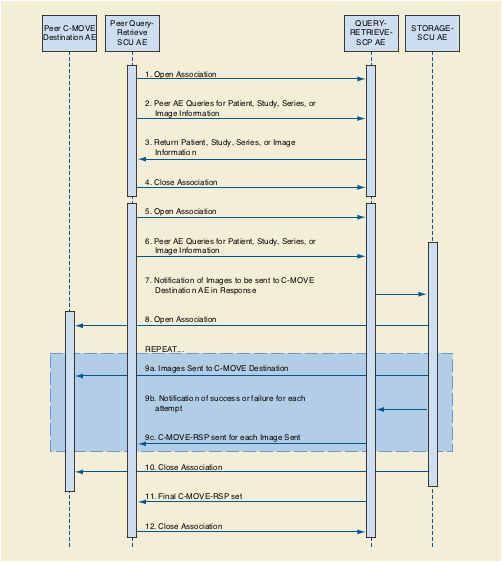 Peer C-MOVE
Destination AE
Peer Query-
Retrieve
SCU AE
QUERY-
RETRIEVE-
SCP AE
STORAGE-
SCU AE
1. Open Association
2. Peer AE Queries for Patient, Study, Series, or
Image Information
3. Return Patient, Study, Series, or Image
Information
4. Close Association
5. Open Association
6. Peer AE Queries for Patient, Study, Series, or
Image Information
7. Notification of Images to be sent to C-MOVE
Destination AE in Response
8. Open Association
REPEAT...
9a. Images Sent to C-MOVE Destination
9b. Notification of success or failure for each
attempt
9c. C-MOVE-RSP sent for each Image Sent
10. Close Association
11. Final C-MOVE-RSP set
12. Close Association